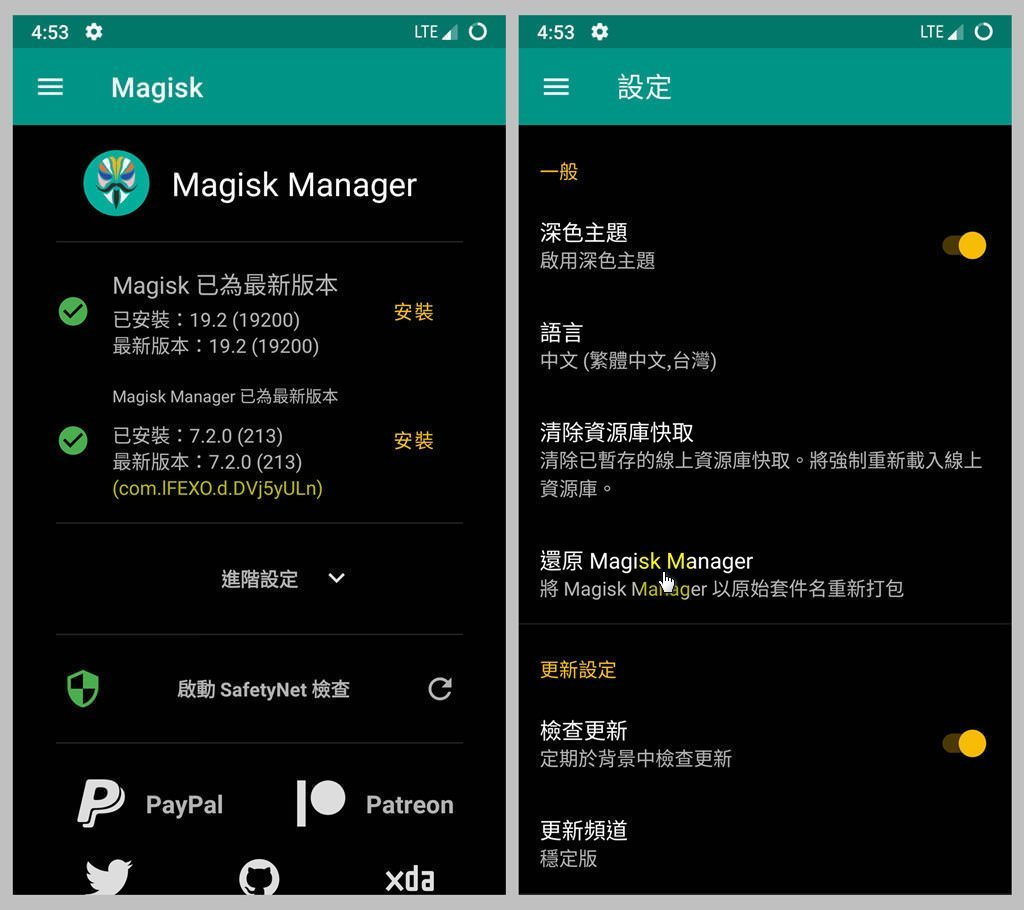 4:53
LTE
Magisk
Magisk Manager
Magisk 已為最新版本
已安裝：19.2 (19200)
最新版本：19.2 (19200)
安裝
Magisk Manager 已為最新版本
已安裝：7.2.0 (213)
最新版本：7.2.0 (213)
(com.lFEXO.d.DVj5yULn)
安裝
進階設定
啟動 SafetyNet 檢查
PayPal
Patreon
xda
4:53
LTE
設定
一般
深色主題
啟用深色主題
語言
中文 (繁體中文,台灣)
清除資源庫快取
清除已暫存的線上資源庫快取。將強制重新載入線上
資源庫。
還原 Magisk Manager
將 Magisk Manager 以原始套件名重新打包
更新設定
檢查更新
定期於背景中檢查更新
更新頻道
穩定版